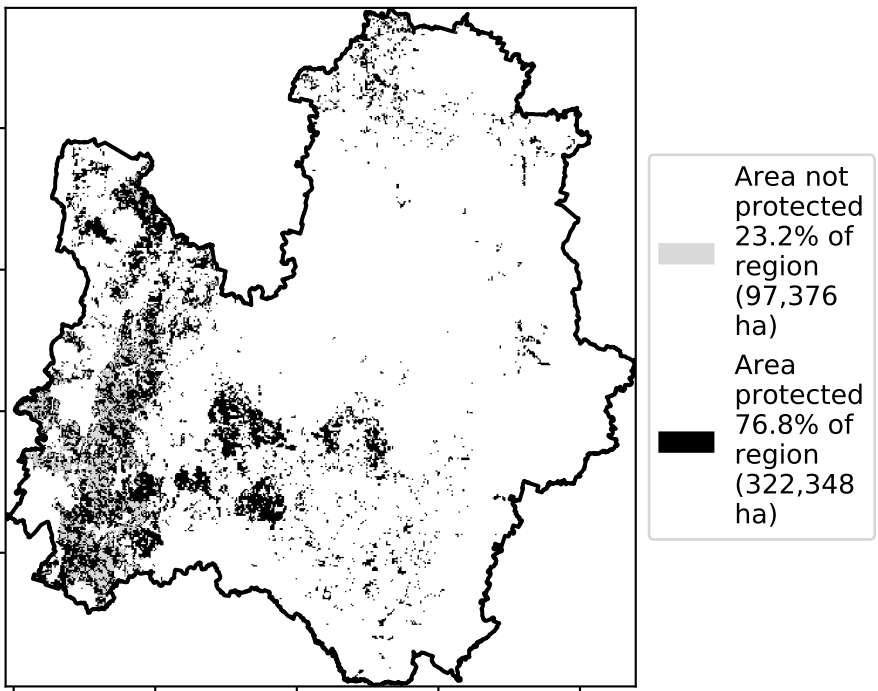 Area not
protected
23.2% of
region
(97,376
ha)
Area
protected
76.8% of
region
(322,348
ha)